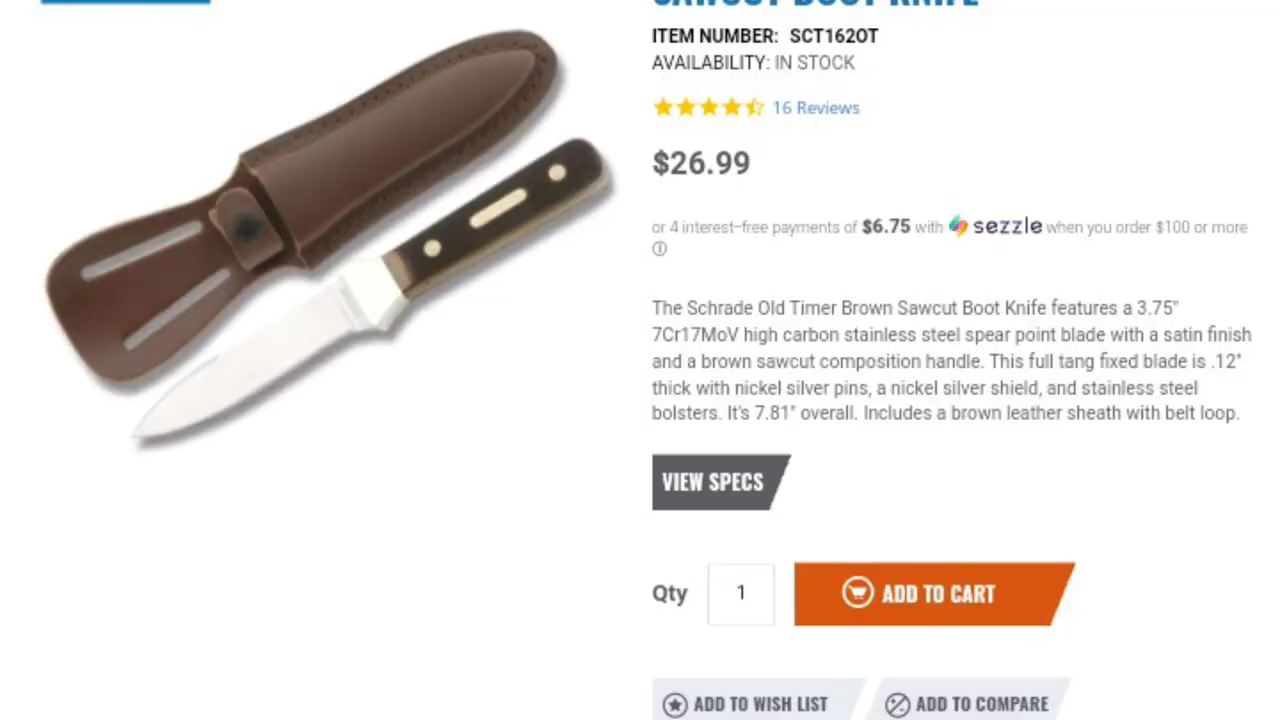 SAWCUT BOOT KNIFE
ITEM NUMBER: SCT162OT
AVAILABILITY: IN STOCK
16 Reviews
$26.99
or 4 interest-free payments of $6.75 with sezzle when you order $100 or more
The Schrade Old Timer Brown Sawcut Boot Knife features a 3.75"
7Cr17MoV high carbon stainless steel spear point blade with a satin finish
and a brown sawcut composition handle. This full tang fixed blade is .12"
thick with nickel silver pins, a nickel silver shield, and stainless steel
bolsters. It's 7.81" overall. Includes a brown leather sheath with belt loop.
VIEW SPECS
Qty 1 ADD TO CART
ADD TO WISH LIST ADD TO COMPARE